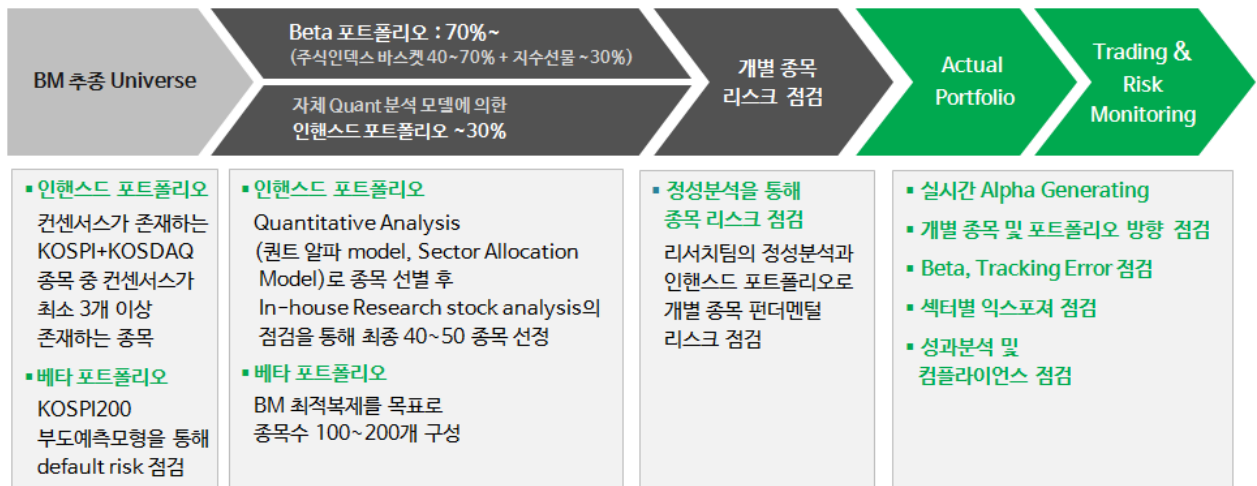 BM 추종 Universe
Beta 포트폴리오 : 70%~
(주식인덱스 바스켓 40~70% + 지수선물 ~30%)
자체 Quant 분석 모델에 의한
인핸스드포트폴리오 ~30%
개별 종목
리스크 점검
Actual
Portfolio
Trading &
Risk
Monitoring
▪ 인핸스드 포트폴리오
컨센서스가 존재하는
KOSPI+KOSDAQ
종목 중 컨센서스가
최소 3개 이상
존재하는 종목
▪ 베타 포트폴리오
KOSPI200
부도예측모형을 통해
default risk 점검
▪ 인핸스드 포트폴리오
Quantitative Analysis
(퀀트 알파 model, Sector Allocation
Model)로 종목 선별 후
In-house Research stock analysis의
점검을 통해 최종 40~50 종목 선정
▪ 베타 포트폴리오
BM 최적복제를 목표로
종목수 100~200개 구성
▪ 정성분석을 통해
종목 리스크 점검
리서치팀의 정성분석과
인핸스드 포트폴리오로
개별 종목 펀더멘털
리스크 점검
▪ 실시간 Alpha Generating
▪ 개별 종목 및 포트폴리오 방향 점검
▪ Beta, Tracking Error 점검
▪ 섹터별 익스포져 점검
▪ 성과분석 및
컴플라이언스 점검